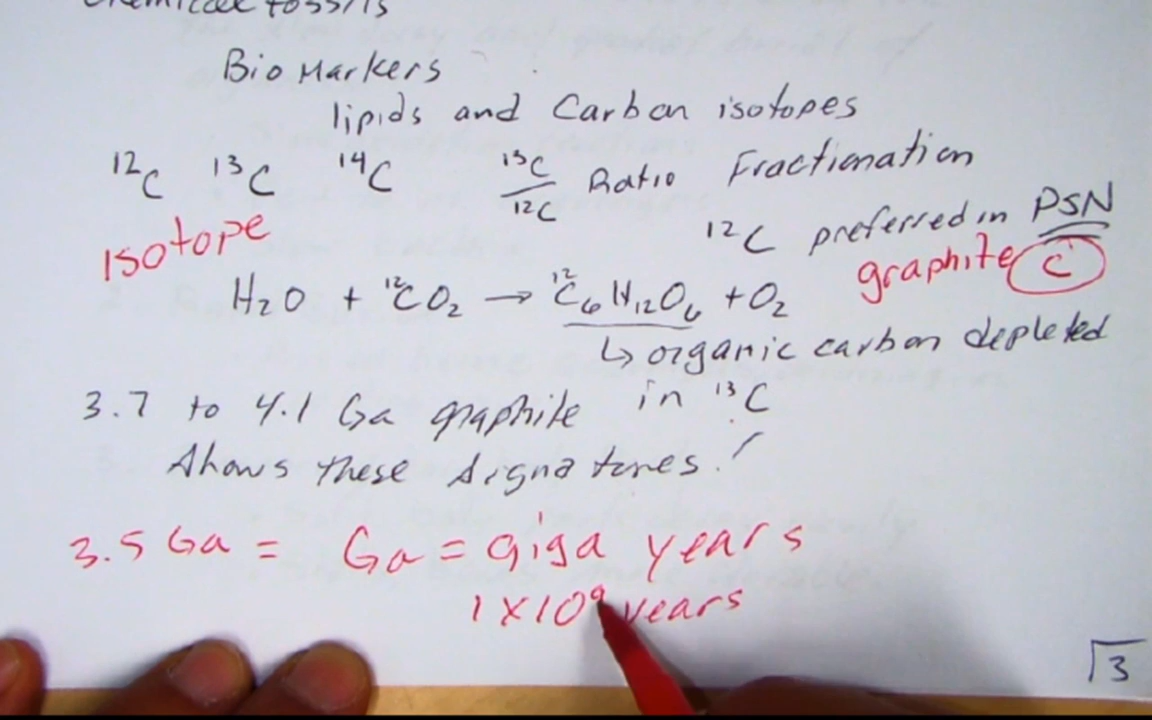 Chemical fossils
Bio Markers
lipids and Carbon isotopes
¹²C ¹³C ¹⁴C ¹³C/¹²C Ratio Fractionation
isotope
¹²C preferred in PSN
graphite C
H₂O + ¹²CO₂ → ¹²C₆H₁₂O₆ + O₂
↳ organic carbon depleted
in ¹³C
3.7 to 4.1 Ga graphite
shows these signatures!
3.5 Ga = Ga = giga years
1 x 10⁹ years
3